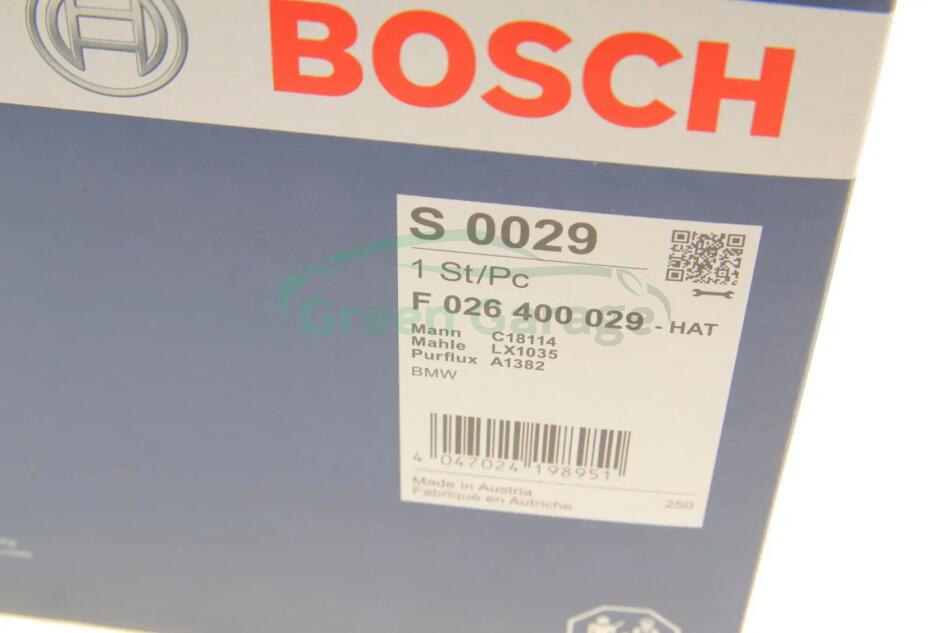 BOSCH
S 0029
1 St/Pc
F 026 400 029 - HAT
Green Garage
Mann C18114
Mahle LX1035
Purflux A1382
BMW
4 047024 198951
Made in Austria
Fabriqué en Autriche
250